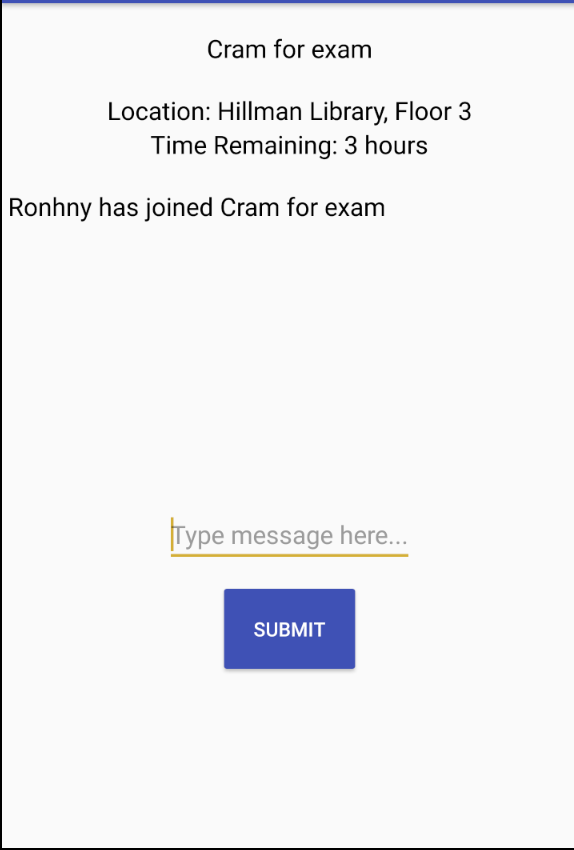 Cram for exam
Location: Hillman Library, Floor 3
Time Remaining: 3 hours
Ronhny has joined Cram for exam
Type message here...
SUBMIT